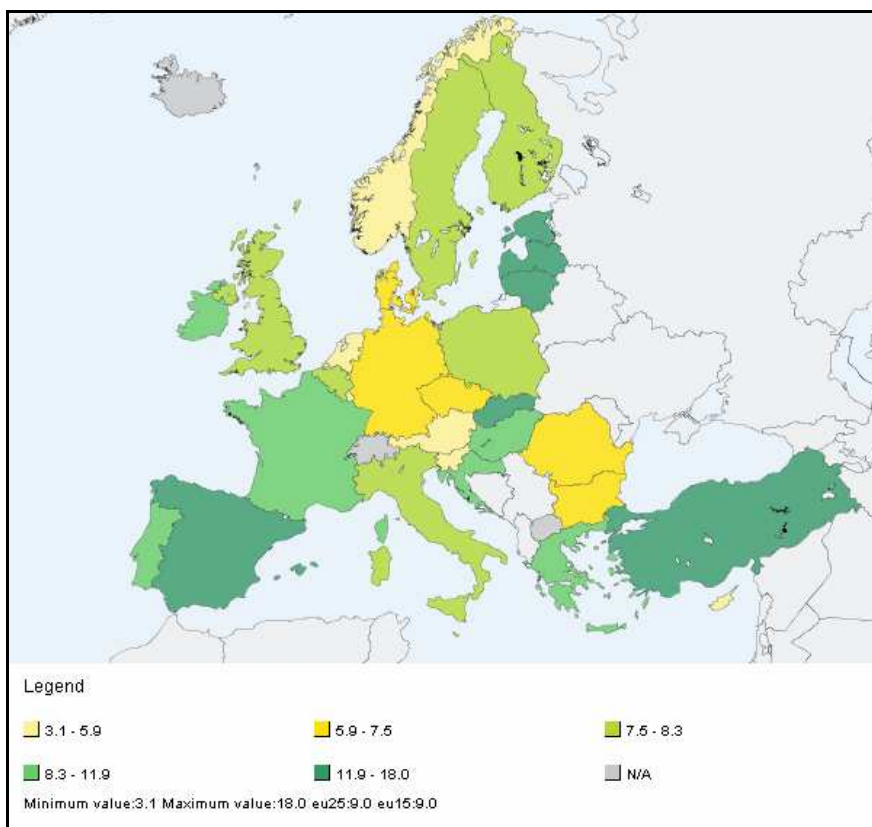 Legend
3.1 - 5.9 5.9 - 7.5 7.5 - 8.3
8.3 - 11.9 11.9 - 18.0 N/A
Minimum value:3.1 Maximum value:18.0 eu25:9.0 eu15:9.0